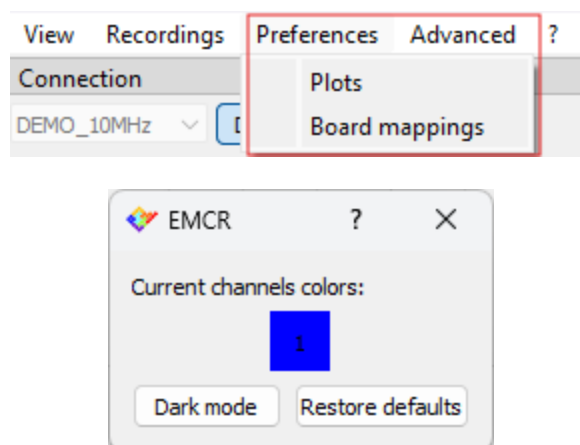 View Recordings Preferences Advanced ?
Connection
Plots
DEMO_10MHz
Board mappings
EMCR ? ×
Current channels colors:
1
Dark mode Restore defaults